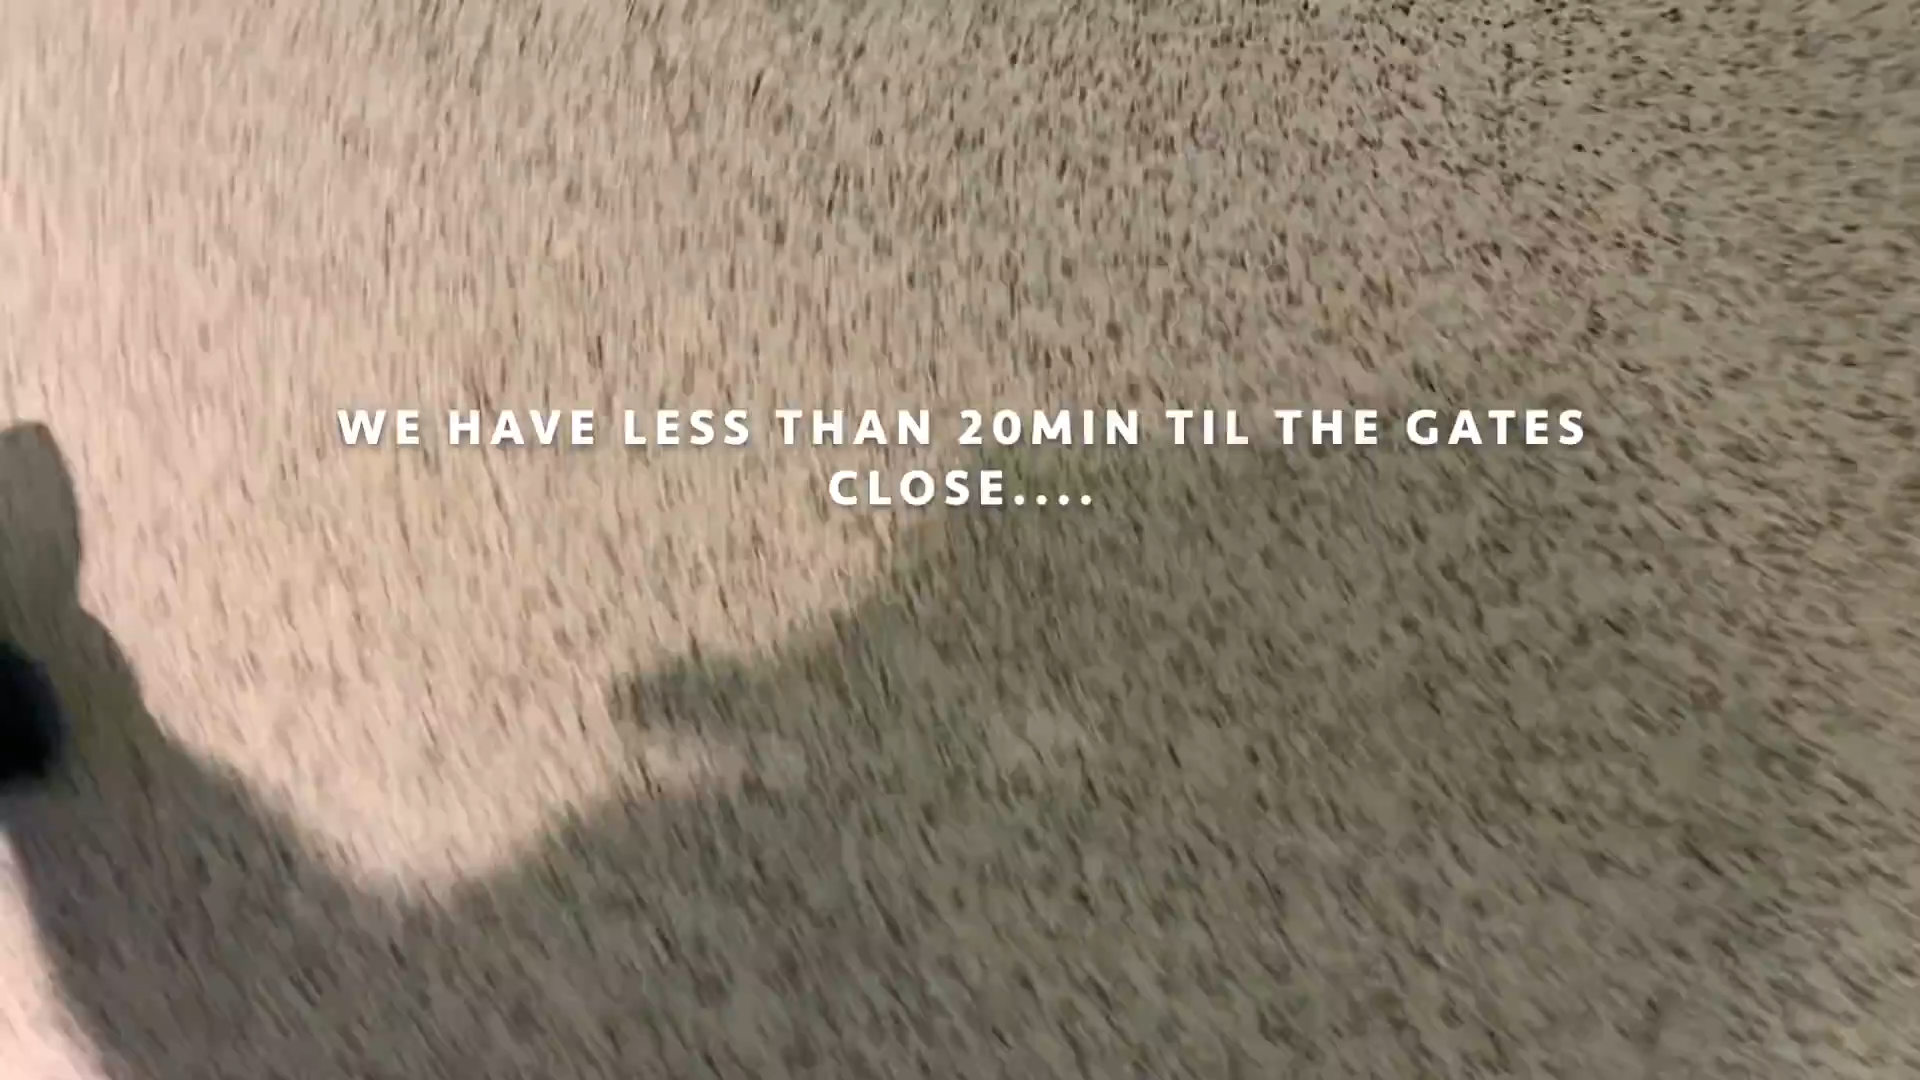 WE HAVE LESS THAN 20MIN TIL THE GATES
CLOSE....